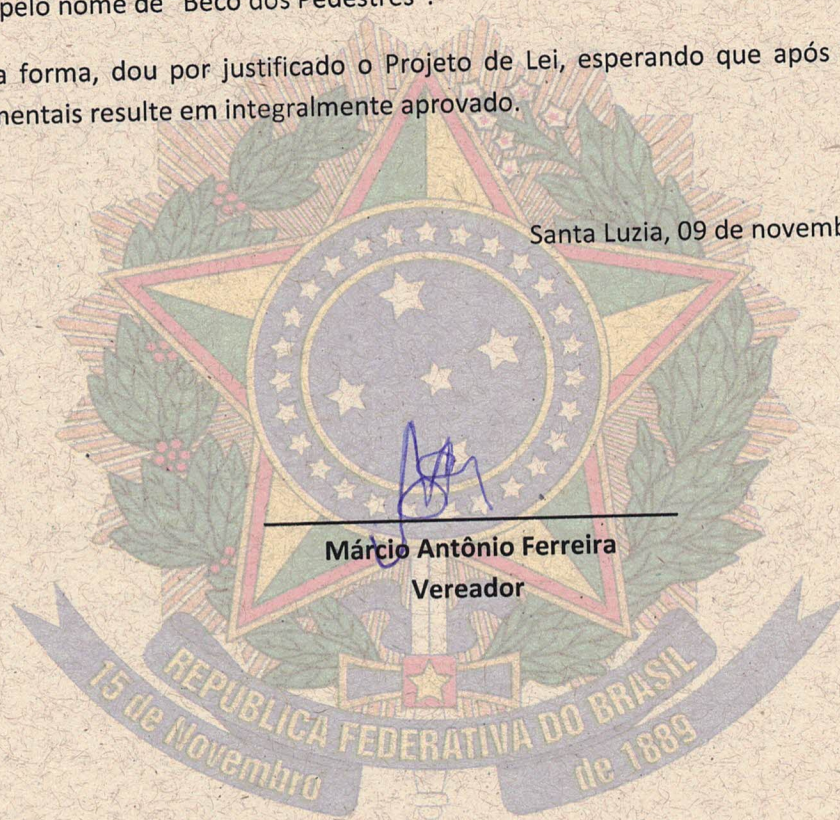 pelo nome de "Beco dos Pedestres".
a forma, dou por justificado o Projeto de Lei, esperando que após
mentais resulte em integralmente aprovado.
Santa Luzia, 09 de novemb
Márcio Antônio Ferreira
Vereador
REPUBLICA FEDERATIVA DO BRASIL
15 de Novembro
de 1889